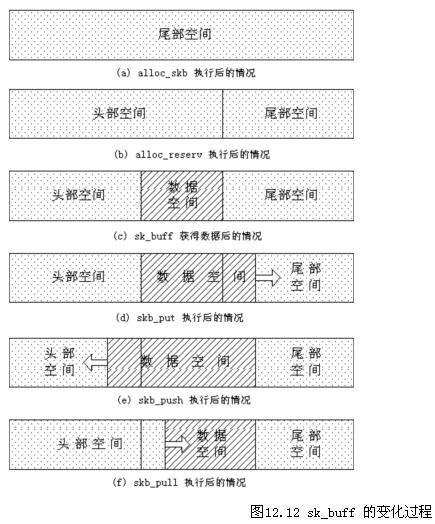 尾部空间
(a) alloc_skb 执行后的情况
头部空间 尾部空间
(b) alloc_reserv 执行后的情况
头部空间 数据空间 尾部空间
(c) sk_buff 获得数据后的情况
头部空间 数据空间 尾部空间
(d) skb_put 执行后的情况
头部空间 数据空间 尾部空间
(e) skb_push 执行后的情况
头部空间 数据空间 尾部空间
(f) skb_pull 执行后的情况
图12.12 sk_buff 的变化过程